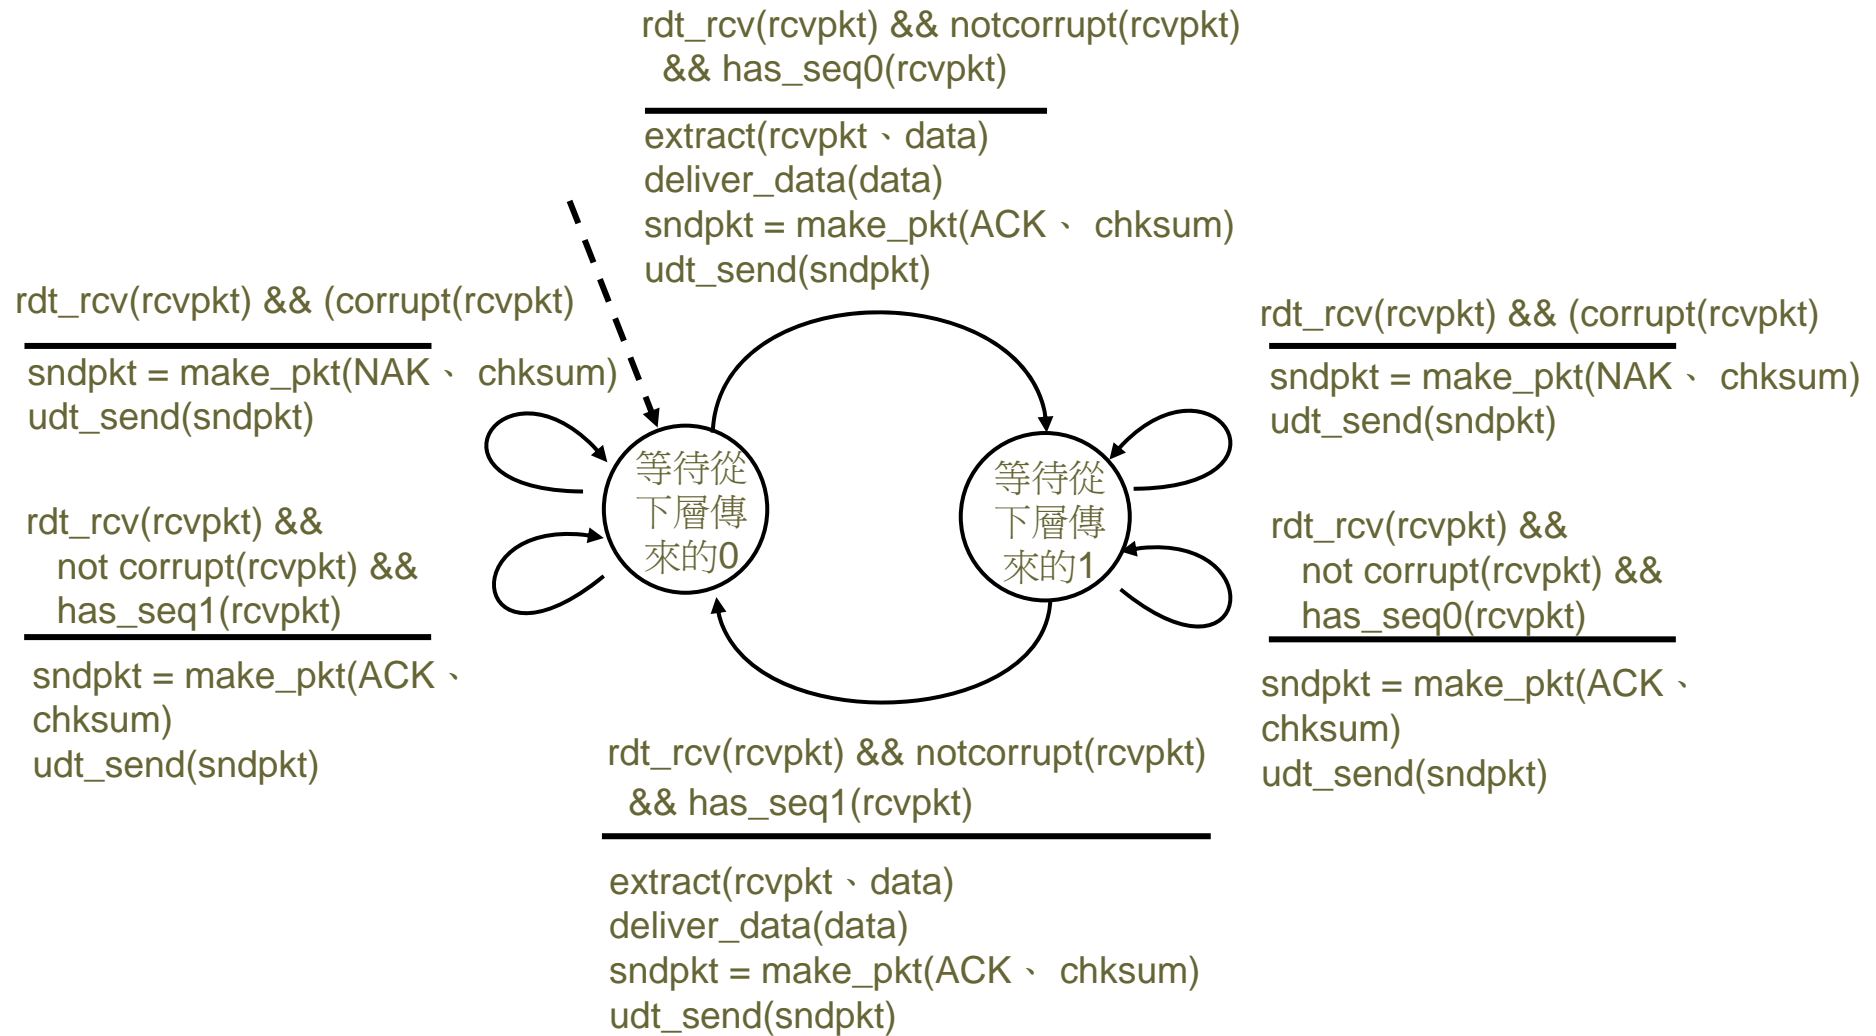 rdt_rcv(rcvpkt) && notcorrupt(rcvpkt)
&& has_seq0(rcvpkt)
extract(rcvpkt、data)
deliver_data(data)
sndpkt = make_pkt(ACK、 chksum)
udt_send(sndpkt)
rdt_rcv(rcvpkt) && (corrupt(rcvpkt)
sndpkt = make_pkt(NAK、 chksum)
udt_send(sndpkt)
rdt_rcv(rcvpkt) &&
not corrupt(rcvpkt) &&
has_seq1(rcvpkt)
sndpkt = make_pkt(ACK、
chksum)
udt_send(sndpkt)
等待從
下層傳
來的0
等待從
下層傳
來的1
rdt_rcv(rcvpkt) && (corrupt(rcvpkt)
sndpkt = make_pkt(NAK、 chksum)
udt_send(sndpkt)
rdt_rcv(rcvpkt) &&
not corrupt(rcvpkt) &&
has_seq0(rcvpkt)
sndpkt = make_pkt(ACK、
chksum)
udt_send(sndpkt)
rdt_rcv(rcvpkt) && notcorrupt(rcvpkt)
&& has_seq1(rcvpkt)
extract(rcvpkt、data)
deliver_data(data)
sndpkt = make_pkt(ACK、 chksum)
udt_send(sndpkt)